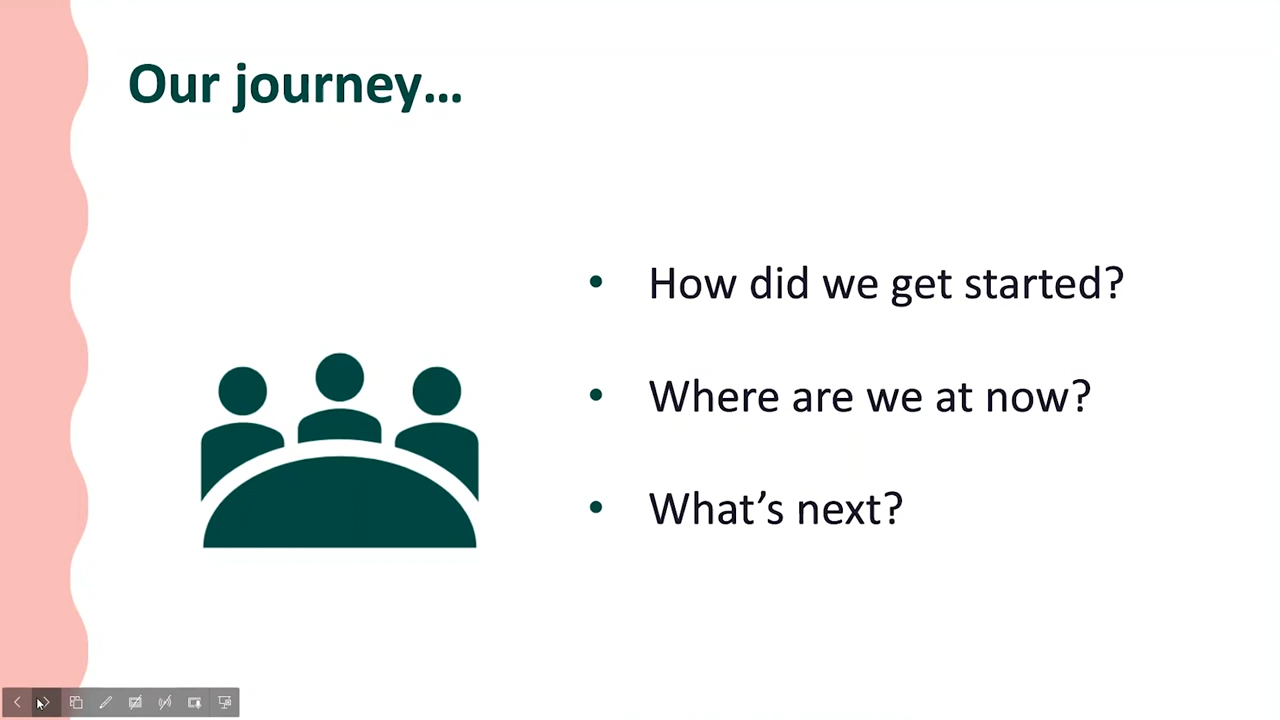 Our journey…
• How did we get started?
• Where are we at now?
• What’s next?